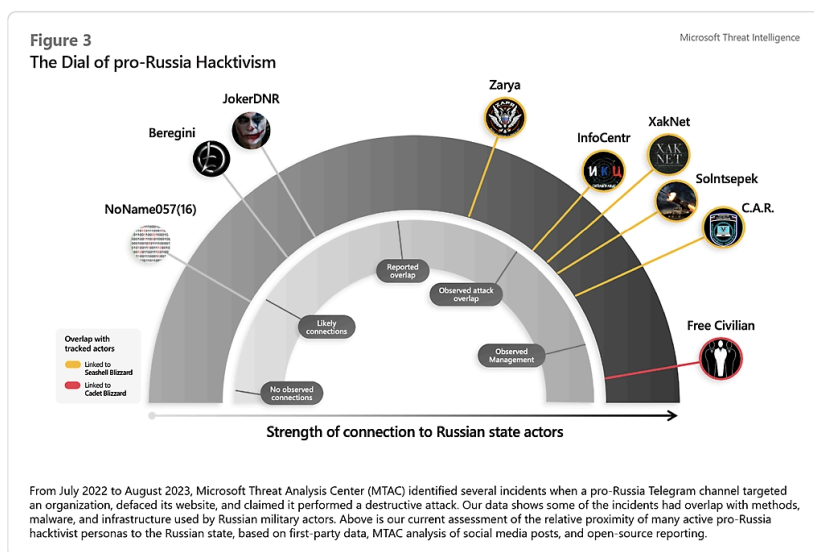 Figure 3
Microsoft Threat Intelligence
The Dial of pro-Russia Hacktivism
Zarya
JokerDNR
XakNet
Beregini
InfoCentr
XAK
NET
ИКЦ
Solntsepek
NoName057(16)
C.A.R.
Reported
overlap
Observed attack
overlap
Likely
connections
Free Civilian
Overlap with
tracked actors
Observed
Management
Linked to
Seashell Blizzard
Linked to
Cadet Blizzard
No observed
connections
Strength of connection to Russian state actors
From July 2022 to August 2023, Microsoft Threat Analysis Center (MTAC) identified several incidents when a pro-Russia Telegram channel targeted
an organization, defaced its website, and claimed it performed a destructive attack. Our data shows some of the incidents had overlap with methods,
malware, and infrastructure used by Russian military actors. Above is our current assessment of the relative proximity of many active pro-Russia
hacktivist personas to the Russian state, based on first-party data, MTAC analysis of social media posts, and open-source reporting.